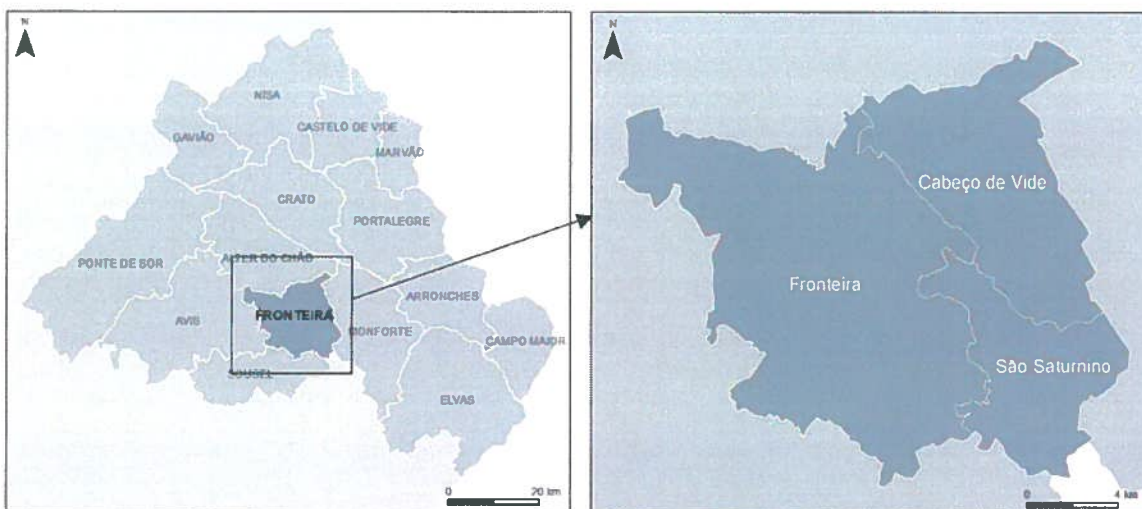 N
NISA
CASTELO DE VIDE
GAVIÃO
MARVÃO
CRATO
PORTALEGRE
PONTE DE SOR
ALTER DO CHÃO
ARRONCHES
FRONTEIRA
AVIS
MONFORTE
CAMPO MAIOR
SOUSEL
ELVAS
0 20 km
N
Cabeço de Vide
Fronteira
São Saturnino
0 4 km